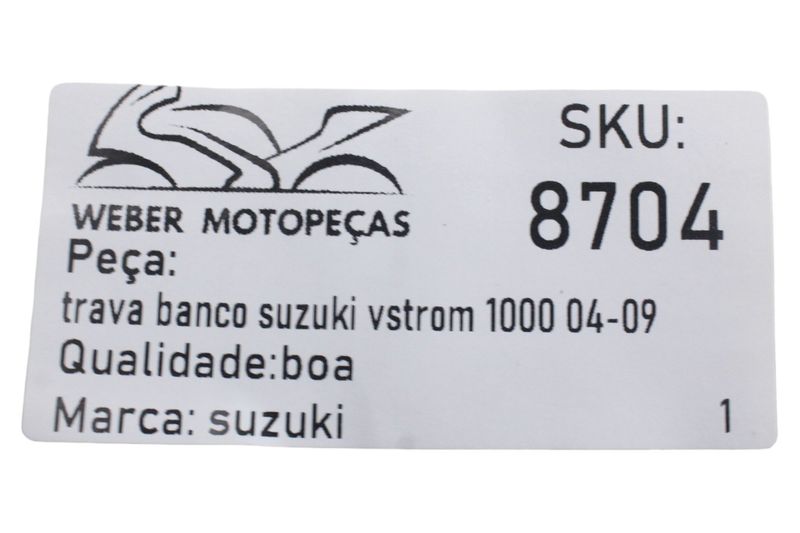 WEBER MOTOPEÇAS
SKU:
8704
Peça:
trava banco suzuki vstrom 1000 04-09
Qualidade:boa
Marca: suzuki
1